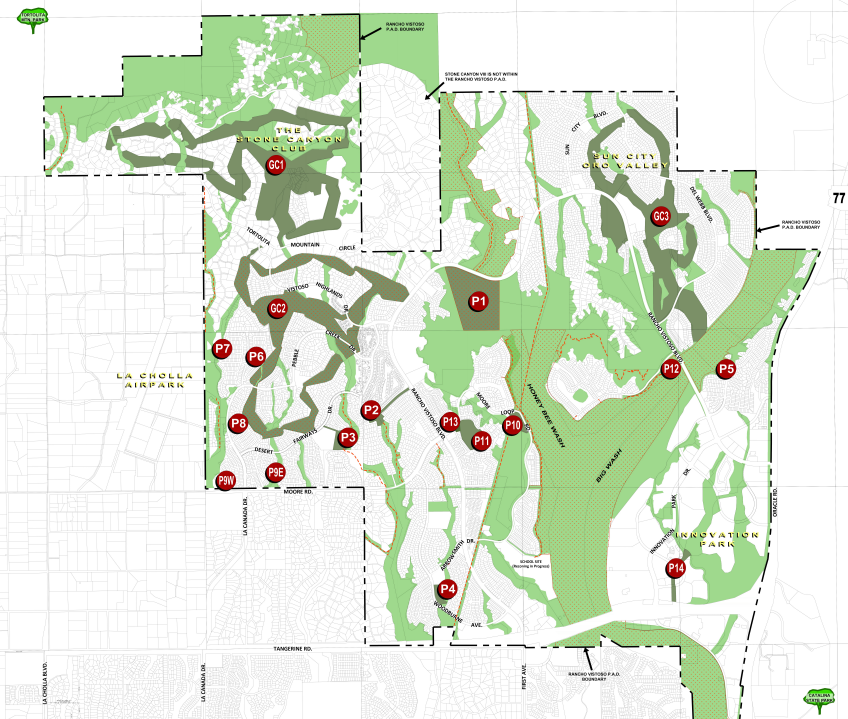 TORTOLITA
MTN. PARK
RANCHO VISTOSO
P.A.D. BOUNDARY
STONE CANYON VIII IS NOT WITHIN
THE RANCHO VISTOSO P.A.D.
THE
STONE CANYON
CLUB
GC1
SUN CITY BLVD.
SUN CITY
ORO VALLEY
DEL WEBB BLVD.
77
GC3
RANCHO VISTOSO
P.A.D. BOUNDARY
TORTOLITA MOUNTAIN CIRCLE
VISTOSO HIGHLANDS DR.
GC2
P1
RANCHO VISTOSO BLVD.
CREEK DR.
PEBBLE
P7
P6
P12
P5
LA CHOLLA
AIRPARK
HONEY BEE WASH
RANCHO VISTOSO BLVD.
MOORE LOOP RD.
P2
P13
P10
P8
P3
P11
DESERT FAIRWAYS DR.
BIG WASH
P9W
P9E
MOORE RD.
LA CANADA DR.
INNOVATION PARK DR.
ORACLE RD.
INNOVATION
PARK
ARROWSMITH DR.
SCHOOL SITE
(Rezoning in Progress)
P14
P4
WOODBURNE AVE.
TANGERINE RD.
LA CHOLLA BLVD.
LA CANADA DR.
FIRST AVE.
RANCHO VISTOSO P.A.D.
BOUNDARY
CATALINA
STATE PARK